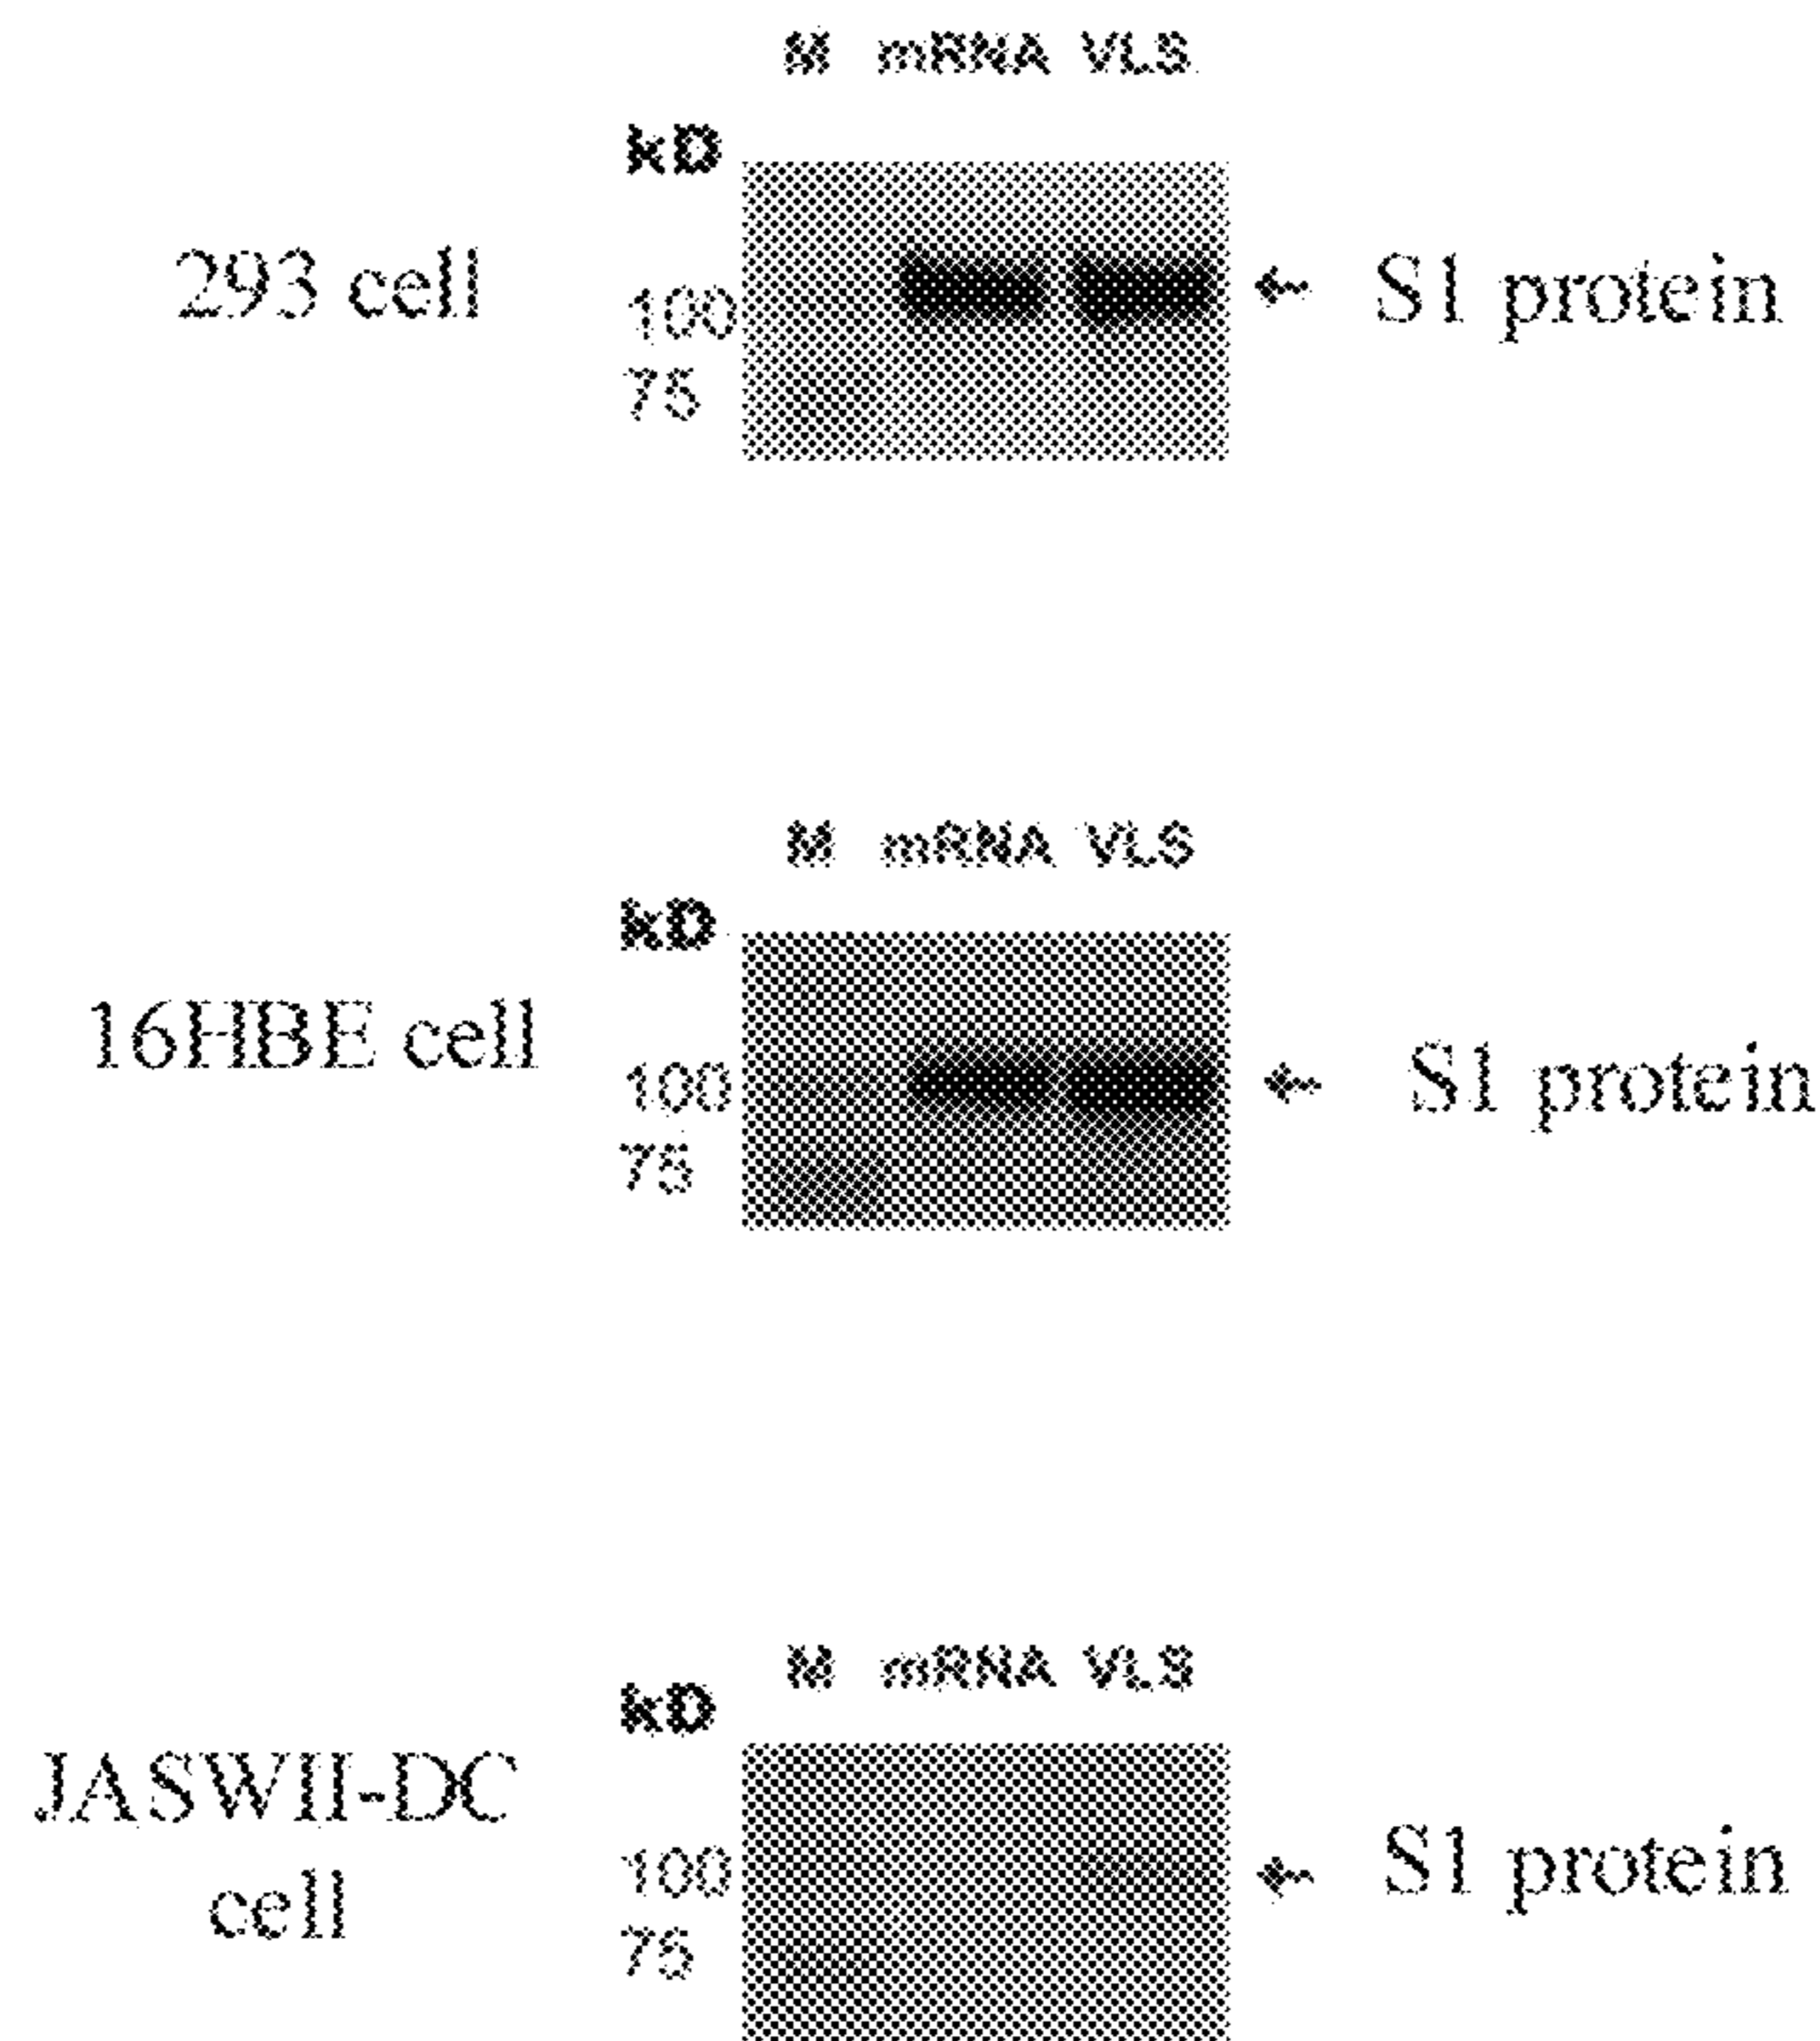 M mRNA VLS
kD
293 cell
100
75
S1 protein
M mRNA VLS
kD
16HBE cell
100
75
S1 protein
M mRNA VLS
kD
JASWII-DC
cell
100
75
S1 protein